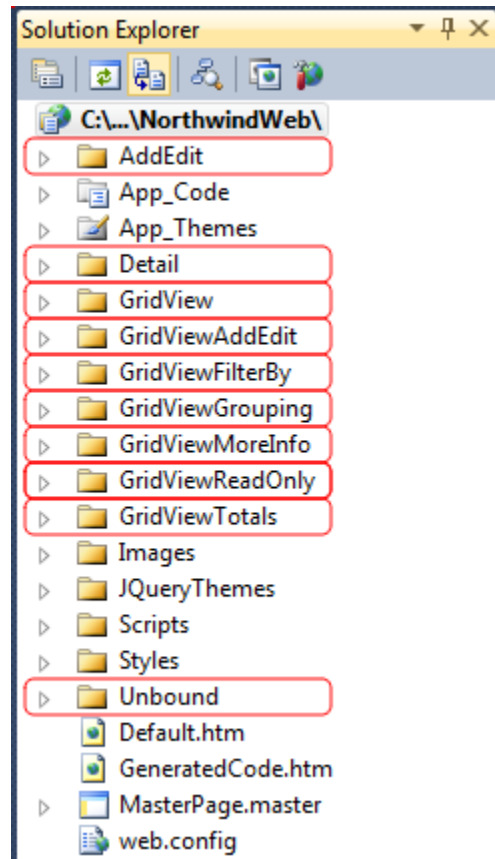 Solution Explorer
C:\...\NorthwindWeb\
AddEdit
App_Code
App_Themes
Detail
GridView
GridViewAddEdit
GridViewFilterBy
GridViewGrouping
GridViewMoreInfo
GridViewReadOnly
GridViewTotals
Images
JQueryThemes
Scripts
Styles
Unbound
Default.htm
GeneratedCode.htm
MasterPage.master
web.config